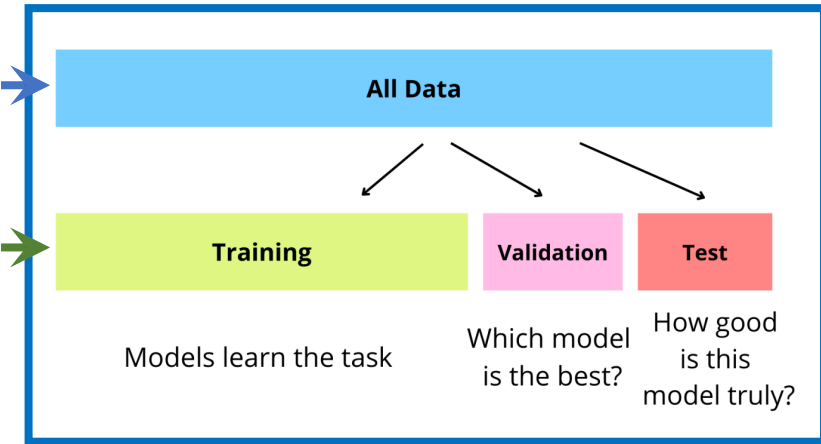 All Data
Training
Validation
Test
Models learn the task
Which model
is the best?
How good
is this
model truly?